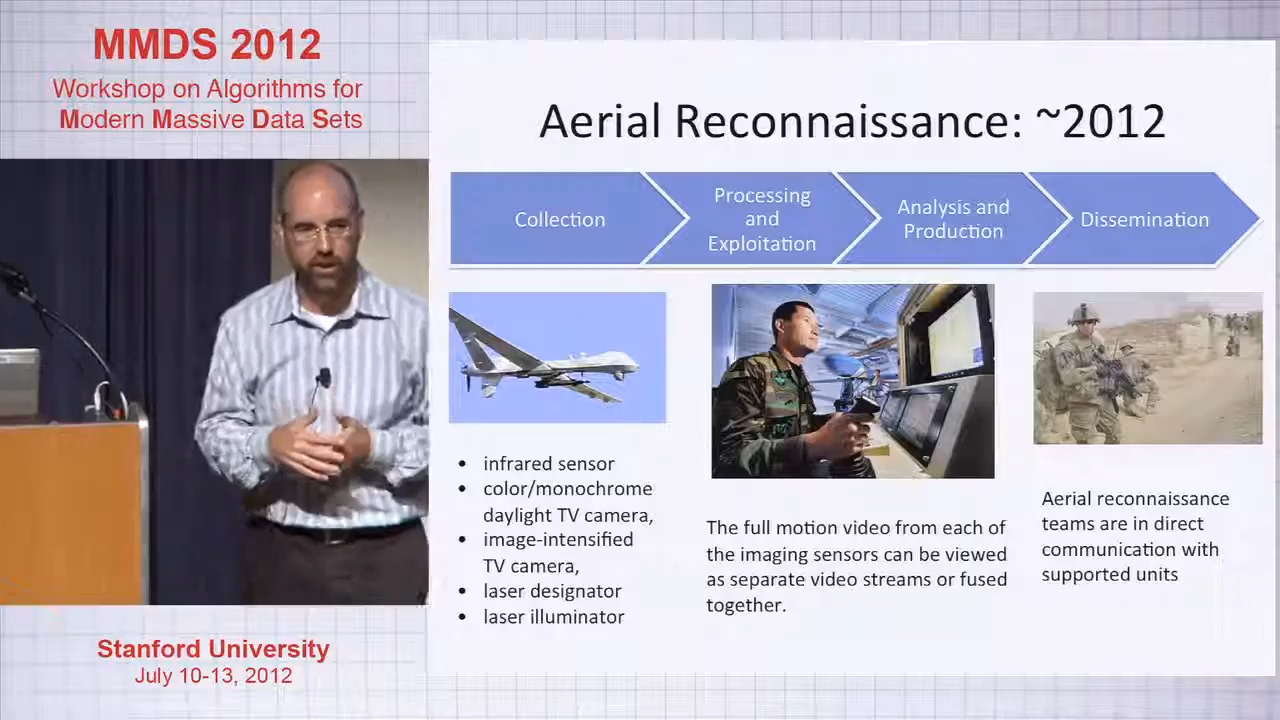 MMDS 2012
Workshop on Algorithms for
Modern Massive Data Sets
Aerial Reconnaissance: ~2012
Collection
Processing
and
Exploitation
Analysis and
Production
Dissemination
• infrared sensor
• color/monochrome
daylight TV camera,
• image-intensified
TV camera,
• laser designator
• laser illuminator
The full motion video from each of
the imaging sensors can be viewed
as separate video streams or fused
together.
Aerial reconnaissance
teams are in direct
communication with
supported units
Stanford University
July 10-13, 2012